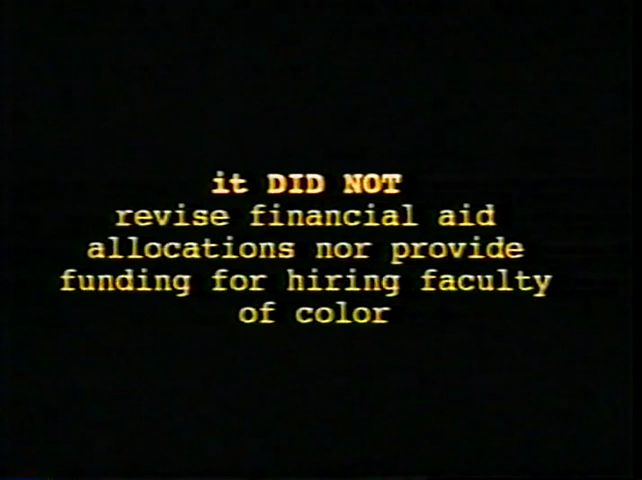 it DID NOT
revise financial aid
allocations nor provide
funding for hiring faculty
of color